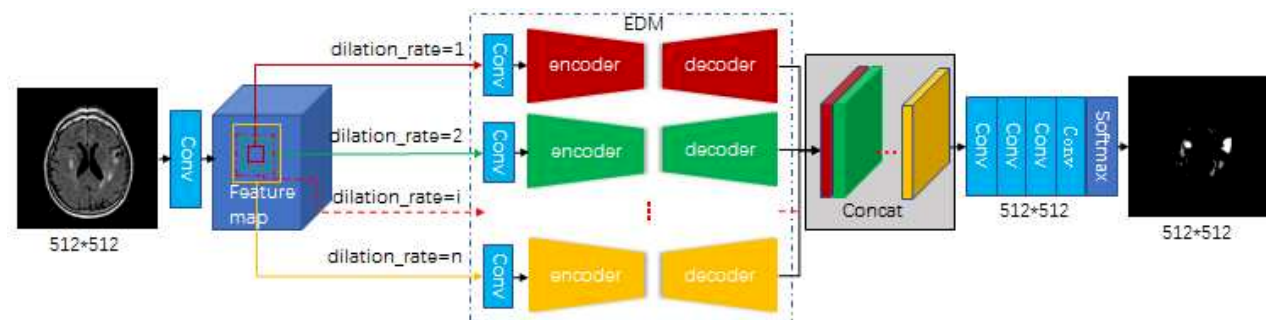 EDM
dilation_rate=1
Conv
encoder
decoder
512*512
Conv
Feature
map
dilation_rate=2
Conv
encoder
decoder
dilation_rate=i
dilation_rate=n
Conv
encoder
decoder
Concat
Conv
Conv
Conv
Conv
Softmax
512*512
512*512